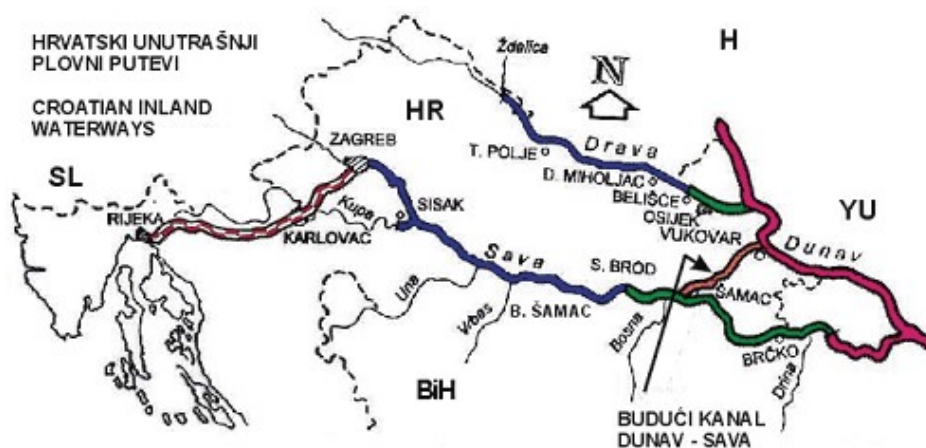 HRVATSKI UNUTRAŠNJI
PLOVNI PUTEVI
CROATIAN INLAND
WATERWAYS
H
Ždelica
N
HR
ZAGREB
T. POLJE
Drava
D. MIHOLJAC
BELIŠĆE
OSIJEK
VUKOVAR
YU
Dunav
SL
RIJEKA
KARLOVAC
Kupa
SISAK
Sava
S. BROD
ŠAMAC
Una
Vrbas
B. ŠAMAC
Bosna
BRČKO
Drina
BiH
BUDUĆI KANAL
DUNAV - SAVA